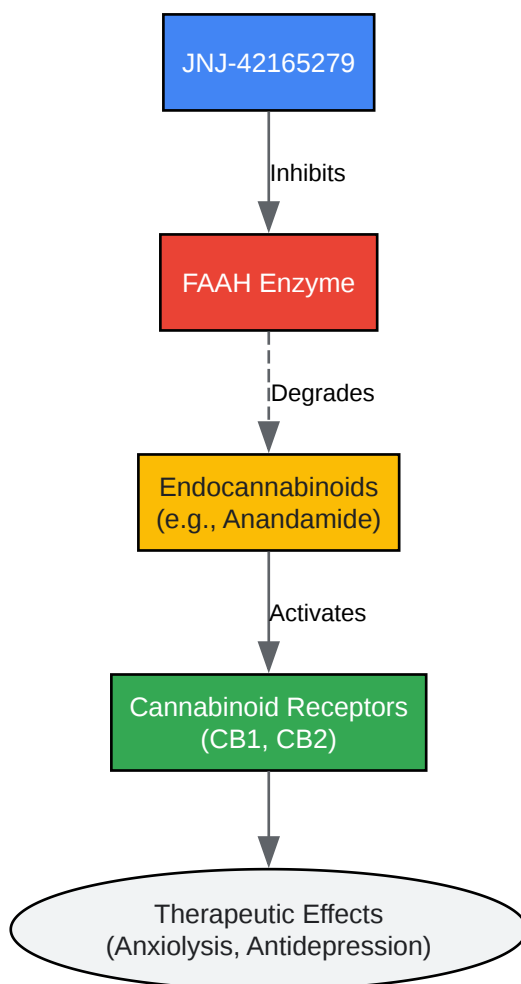 JNJ-42165279
Inhibits
FAAH Enzyme
Degrades
Endocannabinoids
(e.g., Anandamide)
Activates
Cannabinoid Receptors
(CB1, CB2)
Therapeutic Effects
(Anxiolysis, Antidepression)